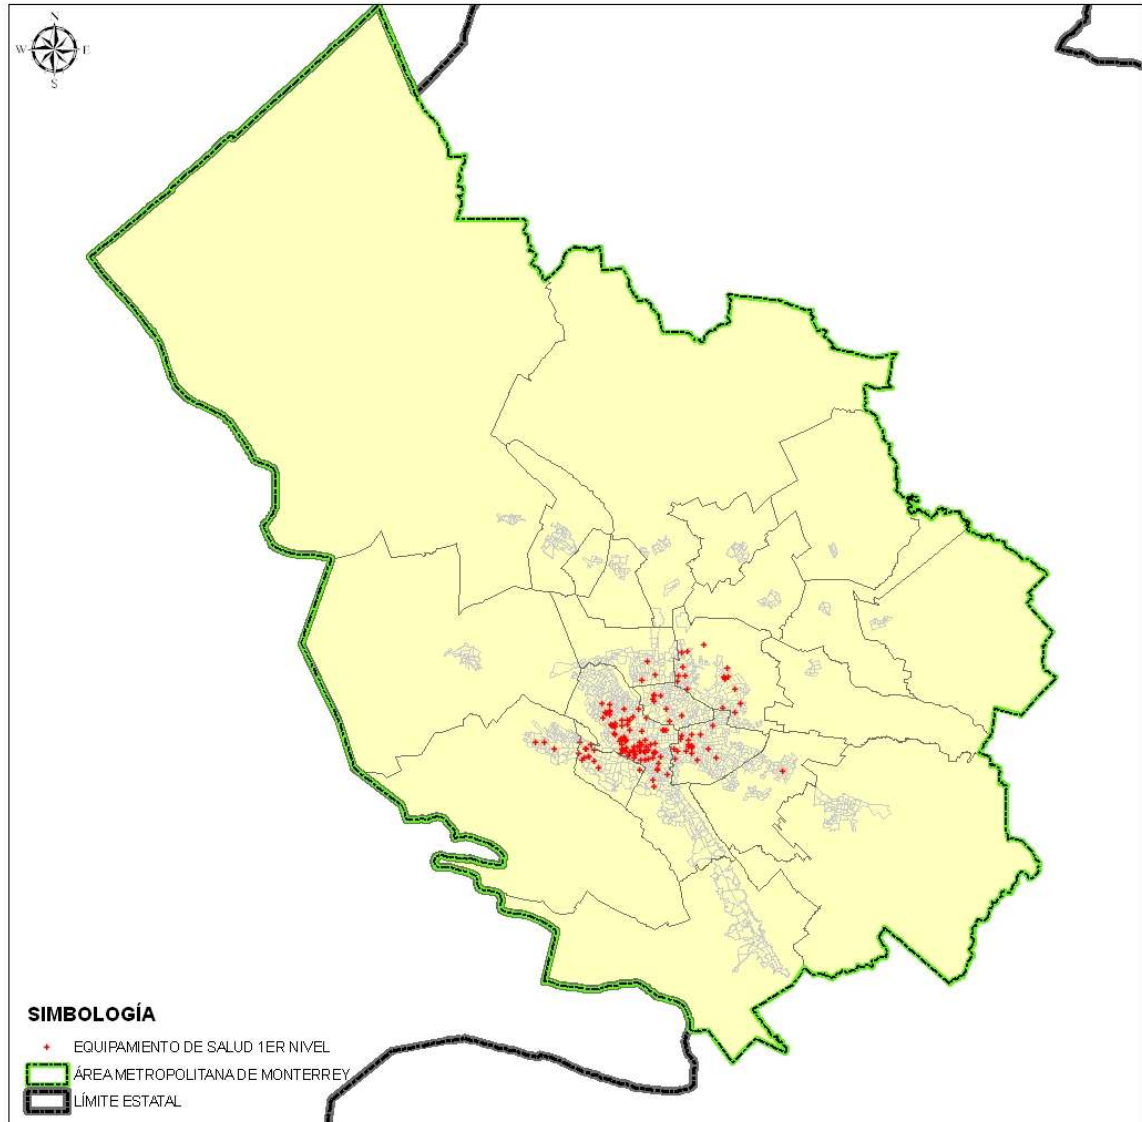 N
W E
S
SIMBOLOGÍA
EQUIPAMIENTO DE SALUD 1ER NIVEL
ÁREA METROPOLITANA DE MONTERREY
LÍMITE ESTATAL